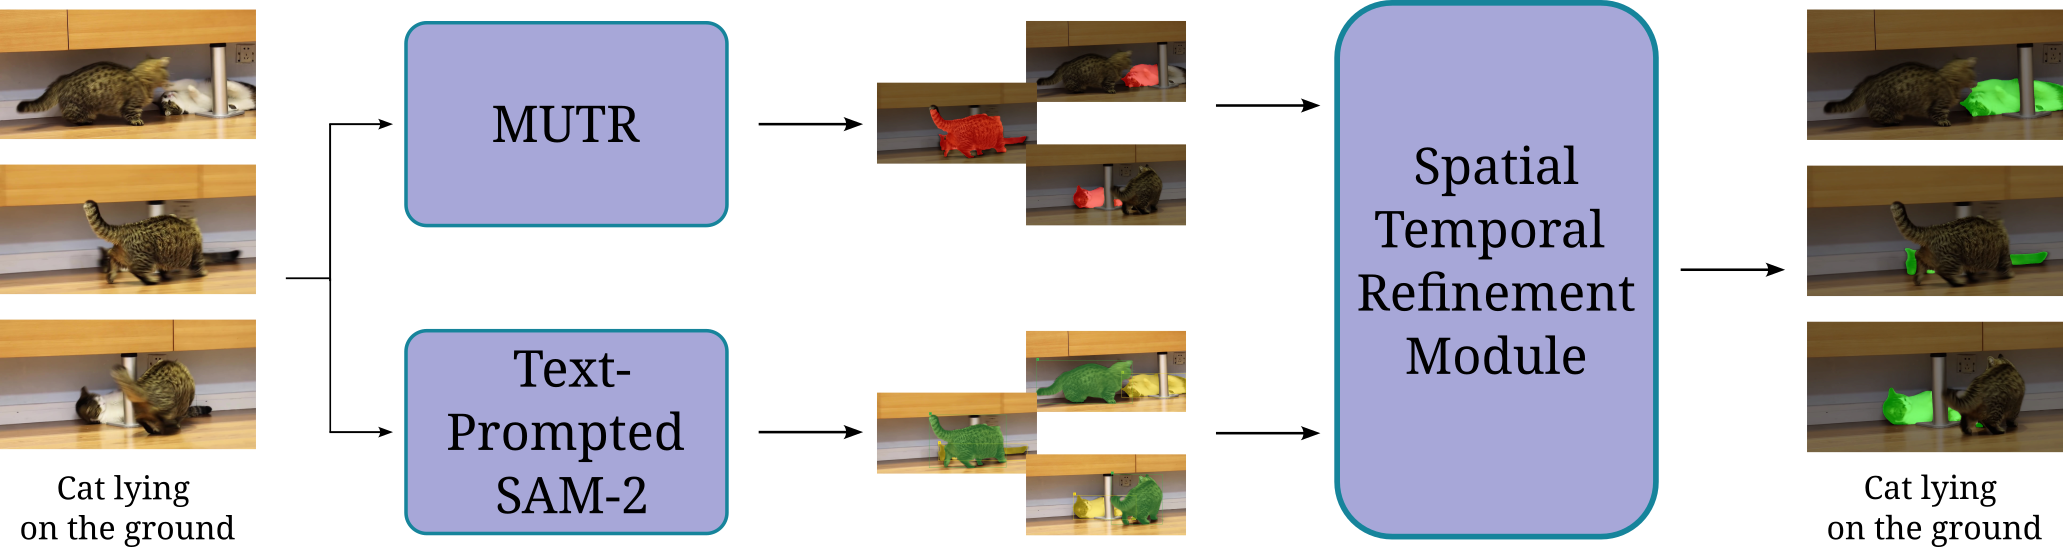 MUTR
Text-
Prompted
SAM-2
Spatial
Temporal
Refinement
Module
Cat lying
on the ground
Cat lying
on the ground